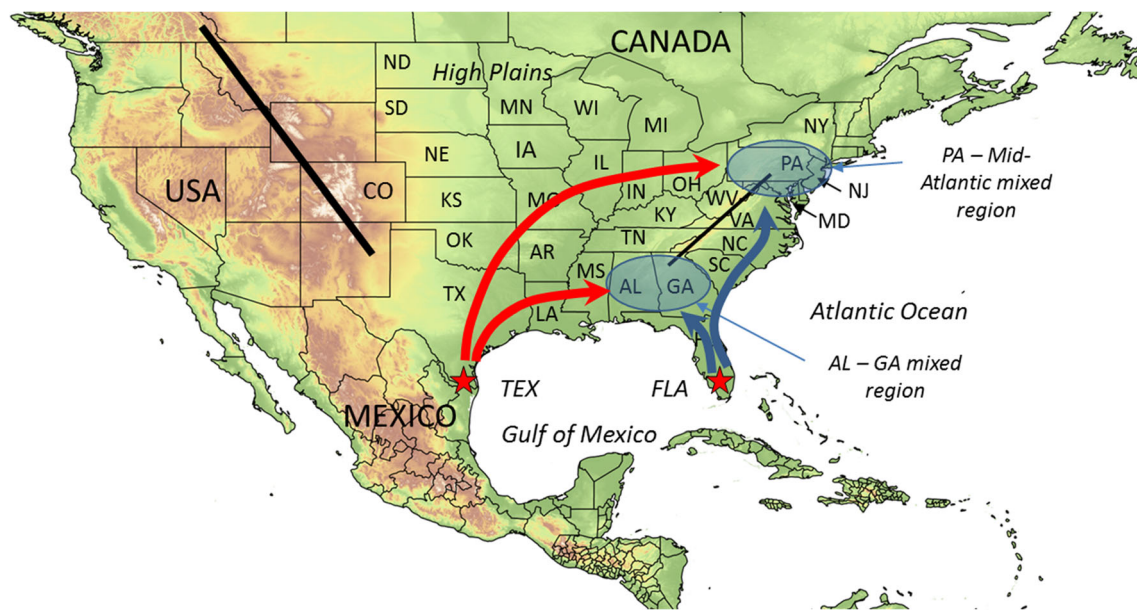 CANADA
ND
High Plains
MN
WI
SD
MI
NY
NE
IA
IL
IN
OH
PA
PA – Mid-
Atlantic mixed
region
USA
CO
KS
MO
WV
NJ
KY
VA
MD
OK
AR
TN
NC
SC
TX
MS
AL
GA
LA
Atlantic Ocean
AL – GA mixed
region
TEX
FLA
MEXICO
Gulf of Mexico